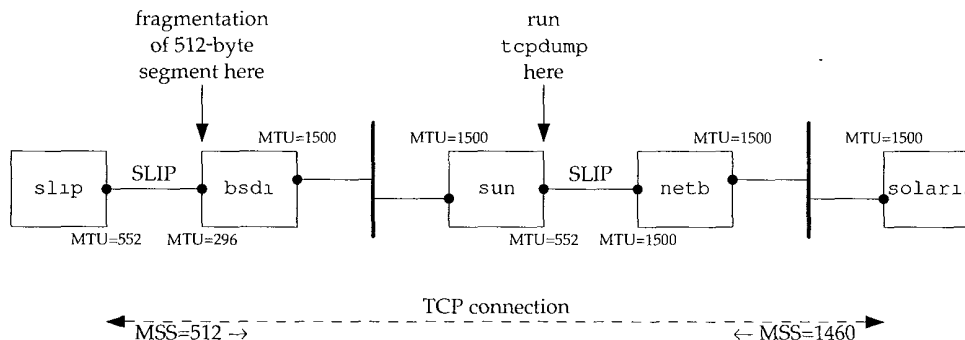 fragmentation
of 512-byte
segment here
run
tcpdump
here
MTU=1500
MTU=1500
MTU=1500
MTU=1500
slip
SLIP
bsdi
sun
SLIP
netb
solari
MTU=552
MTU=296
MTU=552
MTU=1500
TCP connection
MSS=512 →
← MSS=1460